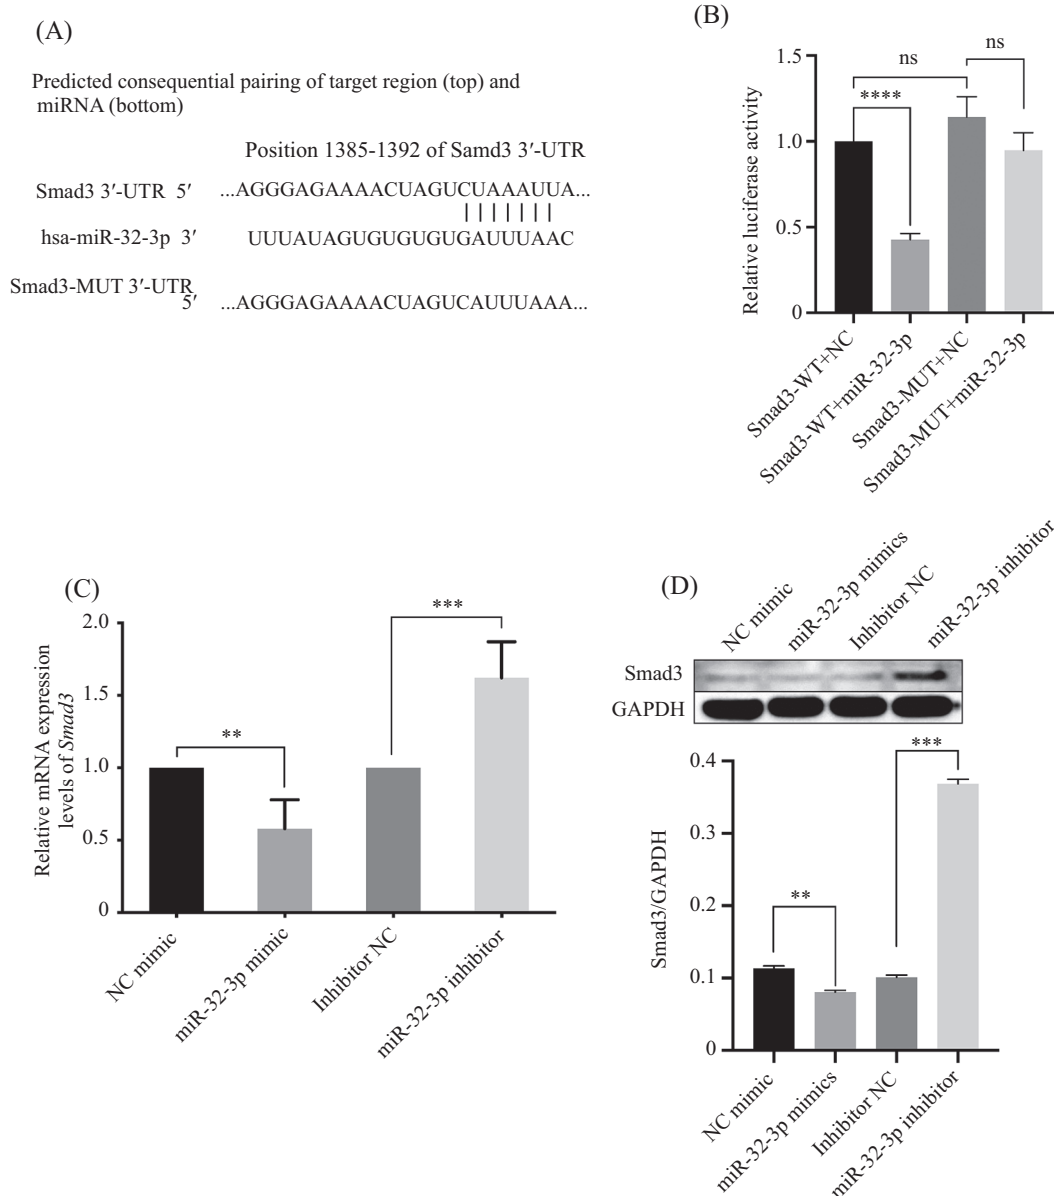 (A)
Predicted consequential pairing of target region (top) and
miRNA (bottom)
Position 1385-1392 of Samd3 3′-UTR
Smad3 3′-UTR 5′ ...AGGGAGAAAACUAGUCUAAAUUA...
hsa-miR-32-3p 3′ UUUAUAGUGUGUGUGAUUUAAC
Smad3-MUT 3′-UTR
5′ ...AGGGAGAAAACUAGUCAUUUAAA...
(B)
Relative luciferase activity
1.5
1.0
0.5
0
ns
ns
****
Smad3-WT+NC
Smad3-WT+miR-32-3p
Smad3-MUT+NC
Smad3-MUT+miR-32-3p
(C)
Relative mRNA expression
levels of Smad3
2.0
1.5
1.0
0.5
0
**
***
NC mimic
miR-32-3p mimic
Inhibitor NC
miR-32-3p inhibitor
(D)
NC mimic
miR-32-3p mimics
Inhibitor NC
miR-32-3p inhibitor
Smad3
GAPDH
Smad3/GAPDH
0.4
0.3
0.2
0.1
0
**
***
NC mimic
miR-32-3p mimics
Inhibitor NC
miR-32-3p inhibitor